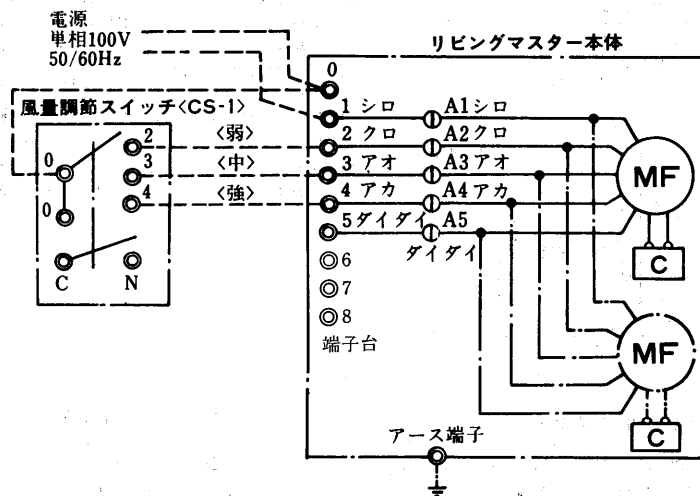 電源
単相100V
50/60Hz
リビングマスター本体
0
風量調節スイッチ〈CS-1〉
1 シロ A1シロ
2 〈弱〉 2 クロ A2クロ
0 3 〈中〉 3 アオ A3アオ
MF
4 〈強〉 4 アカ A4アカ
0 5ダイダイ A5
ダイダイ
C N
6
C
7
8
端子台
MF
アース端子
C